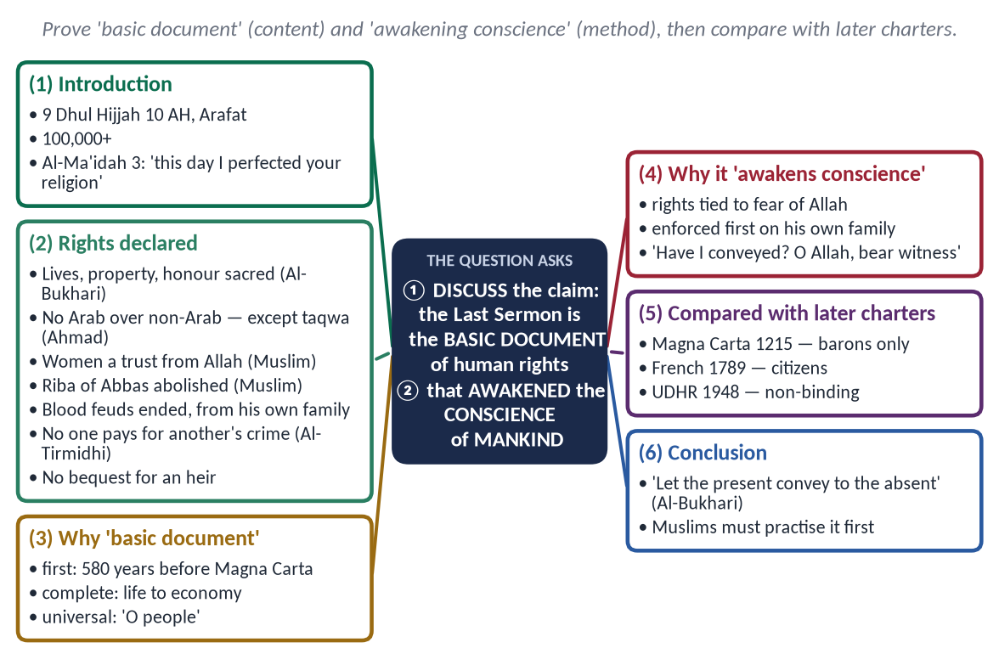 Prove 'basic document' (content) and 'awakening conscience' (method), then compare with later charters.
(1) Introduction
• 9 Dhul Hijjah 10 AH, Arafat
• 100,000+
• Al-Ma'idah 3: 'this day I perfected your
religion'
(2) Rights declared
• Lives, property, honour sacred (Al-
Bukhari)
• No Arab over non-Arab — except taqwa
(Ahmad)
• Women a trust from Allah (Muslim)
• Riba of Abbas abolished (Muslim)
• Blood feuds ended, from his own family
• No one pays for another's crime (Al-
Tirmidhi)
• No bequest for an heir
(3) Why 'basic document'
• first: 580 years before Magna Carta
• complete: life to economy
• universal: 'O people'
THE QUESTION ASKS
① DISCUSS the claim:
the Last Sermon is
the BASIC DOCUMENT
of human rights
② that AWAKENED the
CONSCIENCE
of MANKIND
(4) Why it 'awakens conscience'
• rights tied to fear of Allah
• enforced first on his own family
• 'Have I conveyed? O Allah, bear witness'
(5) Compared with later charters
• Magna Carta 1215 — barons only
• French 1789 — citizens
• UDHR 1948 — non-binding
(6) Conclusion
• 'Let the present convey to the absent'
(Al-Bukhari)
• Muslims must practise it first